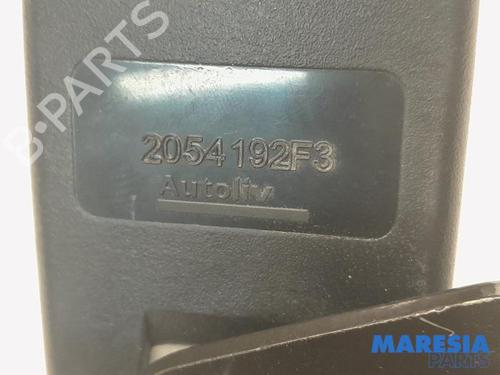 B-PARTS
2054192F3
Autoliv
MARESIA
PARTS